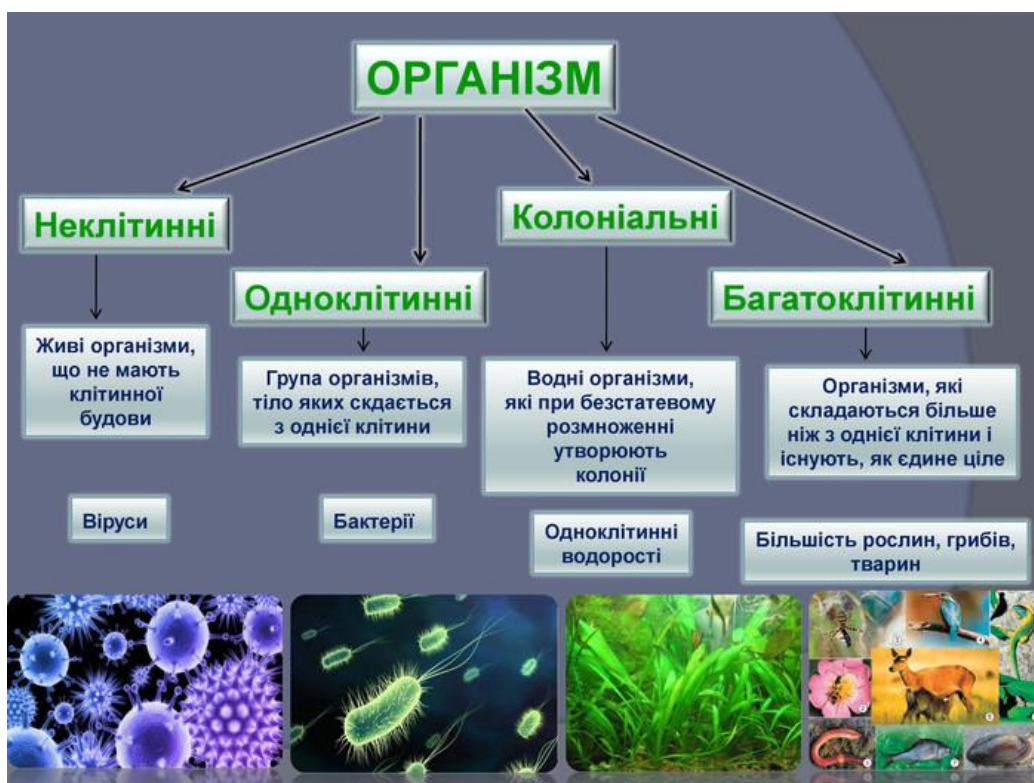 ОРГАНІЗМ
Неклітинні
Живі організми,
що не мають
клітинної
будови
Віруси
Одноклітинні
Група організмів,
тіло яких скдається
з однієї клітини
Бактерії
Колоніальні
Водні організми,
які при безстатевому
розмноженні
утворюють
колонії
Одноклітинні
водорості
Багатоклітинні
Організми, які
складаються більше
ніж з однієї клітини і
існують, як єдине ціле
Більшість рослин, грибів,
тварин